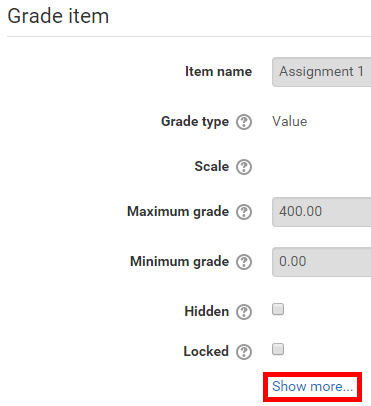 Grade item
Item name Assignment 1
Grade type Value
Scale
Maximum grade 400.00
Minimum grade 0.00
Hidden
Locked
Show more...